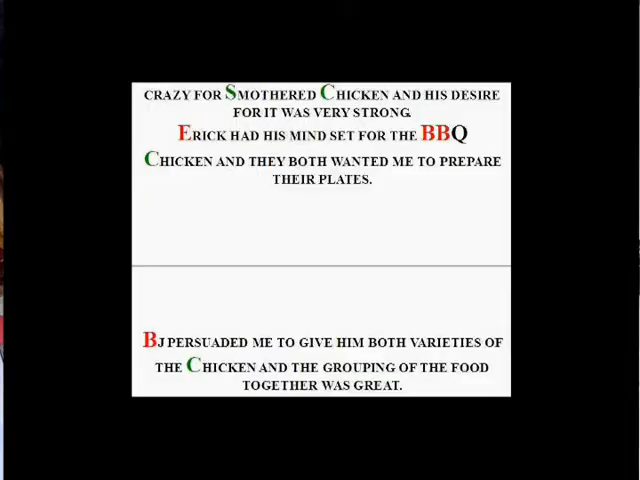 CRAZY FOR SMOTHERED CHICKEN AND HIS DESIRE
FOR IT WAS VERY STRONG.
ERICK HAD HIS MIND SET FOR THE BBQ
CHICKEN AND THEY BOTH WANTED ME TO PREPARE
THEIR PLATES.
BJ PERSUADED ME TO GIVE HIM BOTH VARIETIES OF
THE CHICKEN AND THE GROUPING OF THE FOOD
TOGETHER WAS GREAT.